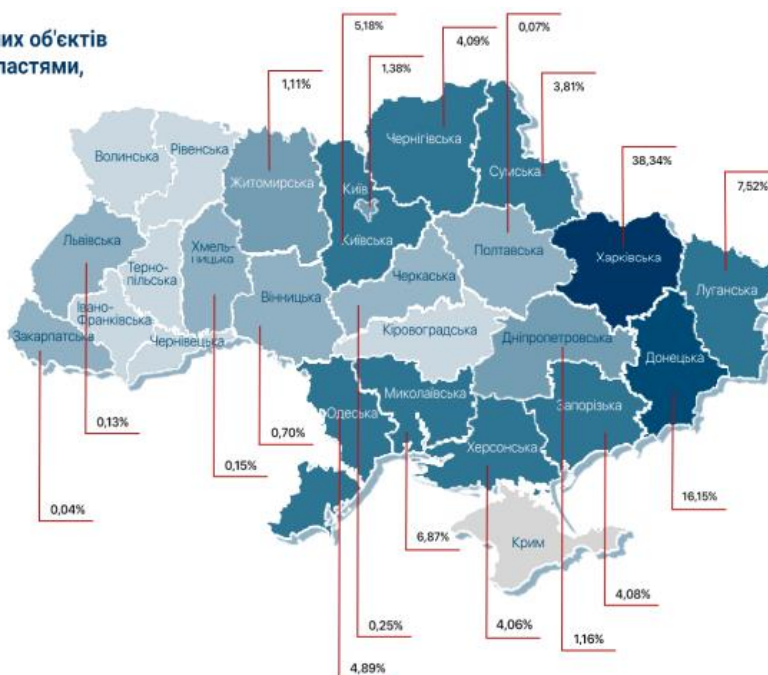 них об'єктів
ластями,
5,18%
4,09%
0,07%
1,11%
1,38%
3,81%
38,34%
7,52%
Волинська
Рівенська
Житомирська
Київ
Київська
Чернігівська
Сумська
Харківська
Луганська
Львівська
Терно-
пільська
Хмель-
ницька
Вінницька
Черкаська
Полтавська
Івано-
Франківська
Закарпатська
Чернівецька
Кіровоградська
Дніпропетровська
Донецька
Одеська
Миколаївська
Запорізька
Херсонська
Крим
0,13%
0,70%
0,15%
0,04%
16,15%
6,87%
4,08%
0,25%
4,06%
1,16%
4,89%